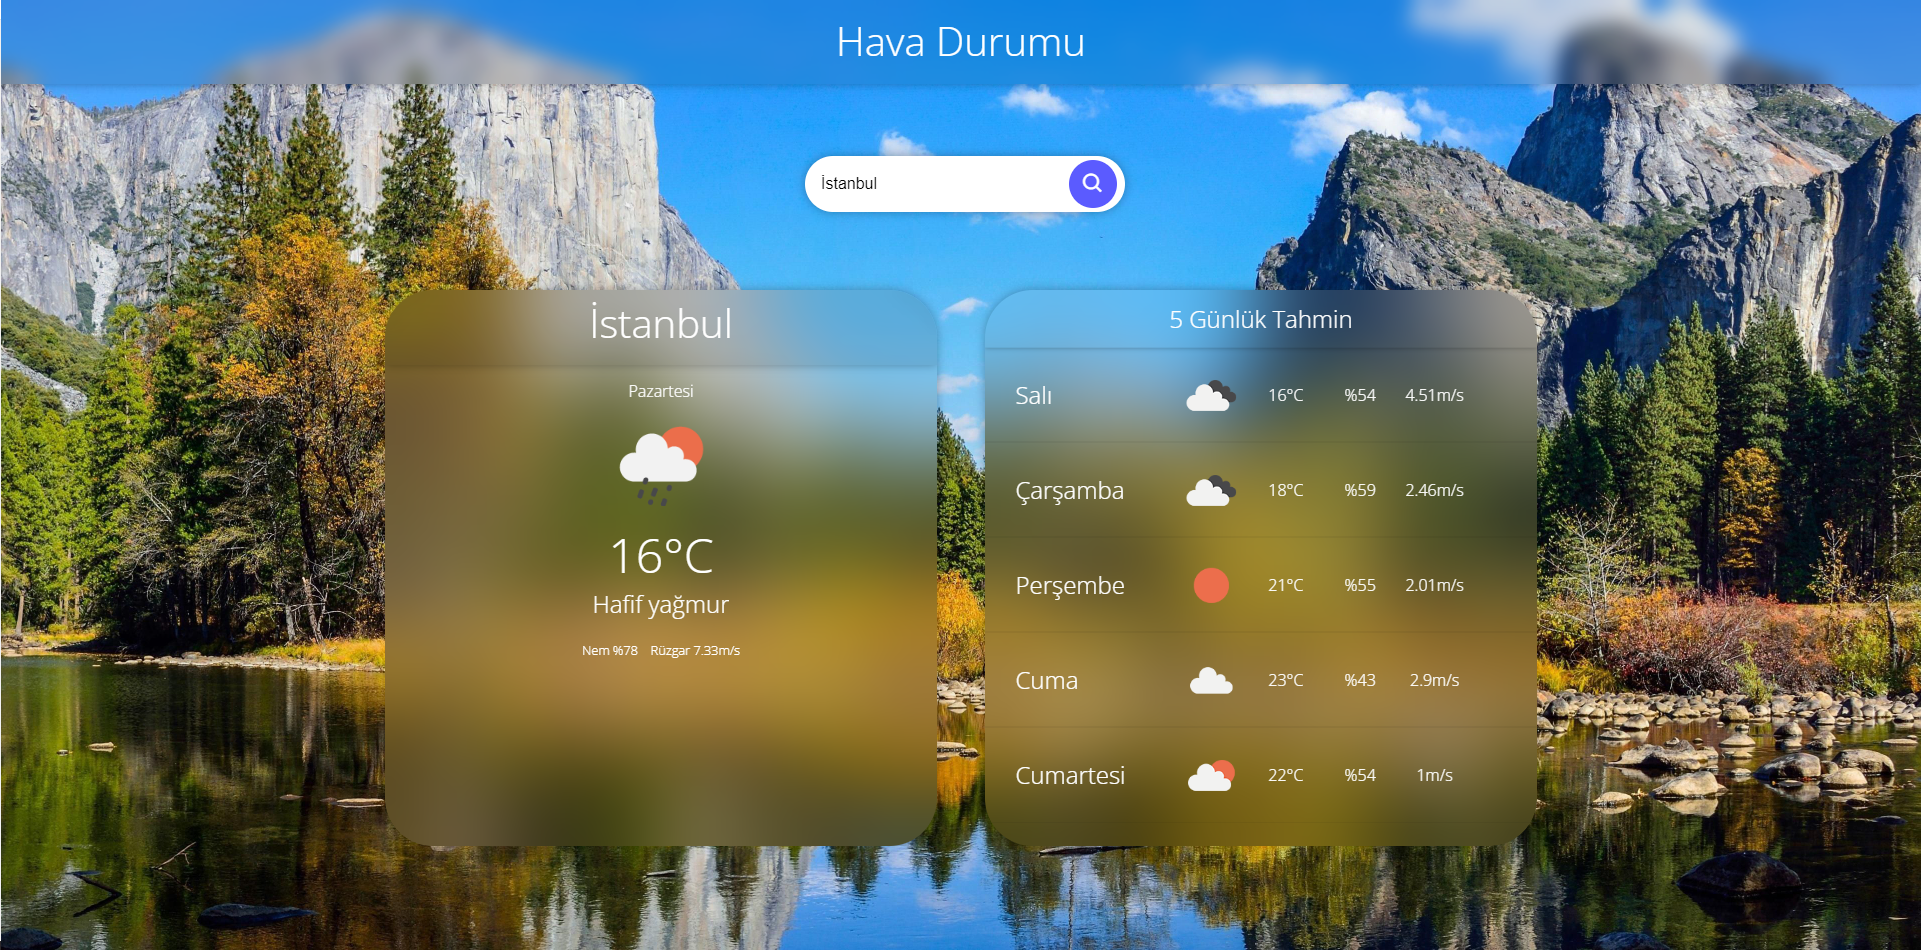 Hava Durumu
İstanbul
İstanbul
Pazartesi
16°C
Hafif yağmur
Nem %78 Rüzgar 7.33m/s
5 Günlük Tahmin
Salı 16°C %54 4.51m/s
Çarşamba 18°C %59 2.46m/s
Perşembe 21°C %55 2.01m/s
Cuma 23°C %43 2.9m/s
Cumartesi 22°C %54 1m/s